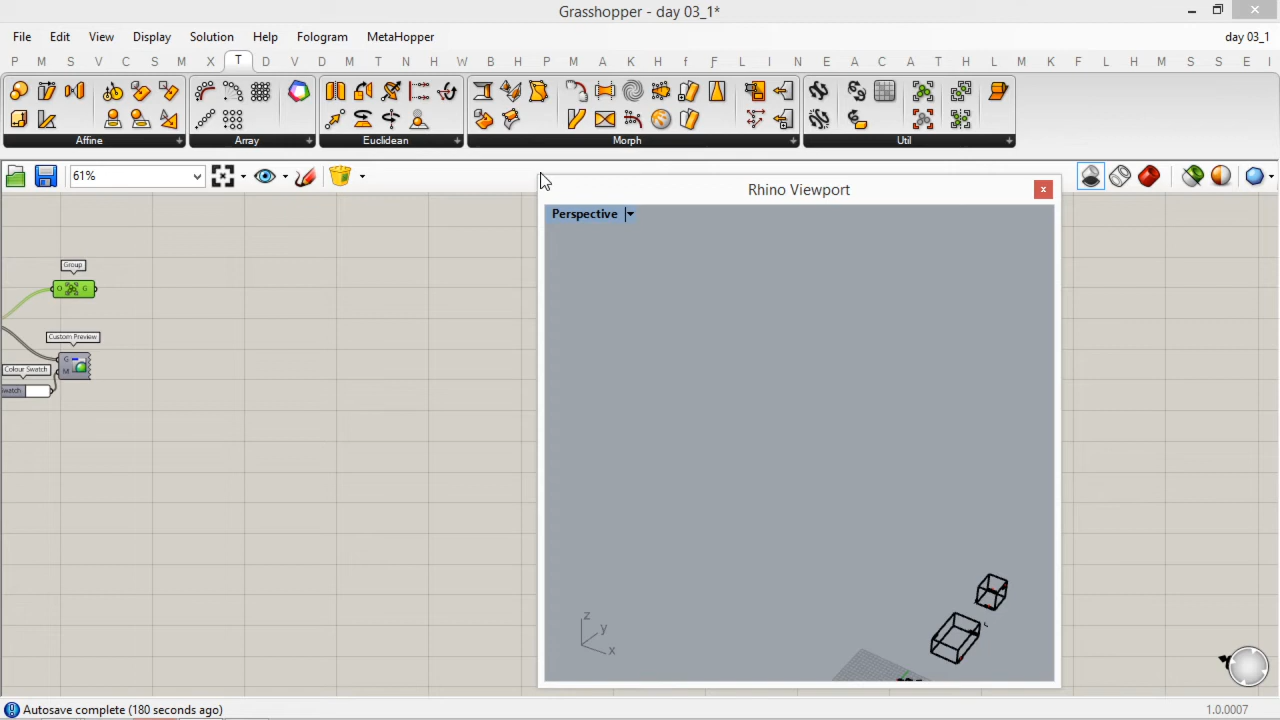 Grasshopper - day 03_1*
File Edit View Display Solution Help Fologram MetaHopper day 03_1
P M S V C S M X T D V M T N H W B H P M A K H f F L I N V E A T H L H M S S E I
Affine Array Euclidean Morph Util
61%
Rhino Viewport
Perspective
Group
O G
Custom Preview
G
M
Colour Swatch
watch
z
y
x
Autosave complete (180 seconds ago) 1.0.0007